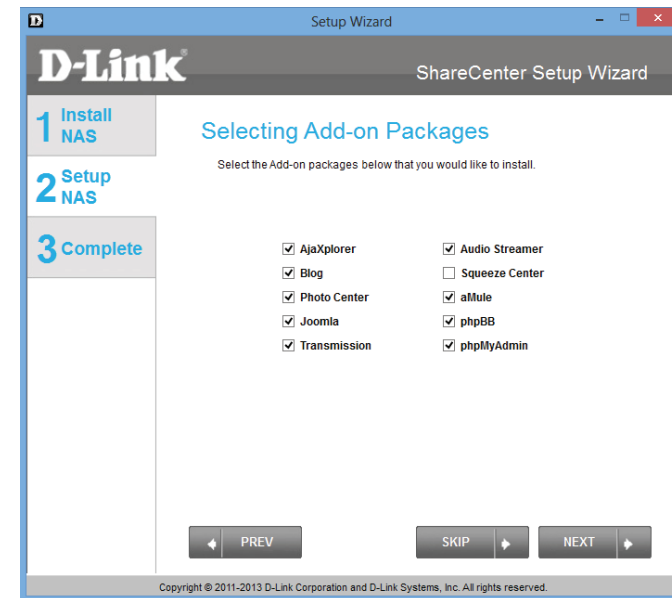 Setup Wizard
D-Link
ShareCenter Setup Wizard
1 Install
NAS
2 Setup
NAS
3 Complete
Selecting Add-on Packages
Select the Add-on packages below that you would like to install.
AjaXplorer
Audio Streamer
Blog
Squeeze Center
Photo Center
aMule
Joomla
phpBB
Transmission
phpMyAdmin
PREV
SKIP
NEXT
Copyright © 2011-2013 D-Link Corporation and D-Link Systems, Inc. All rights reserved.